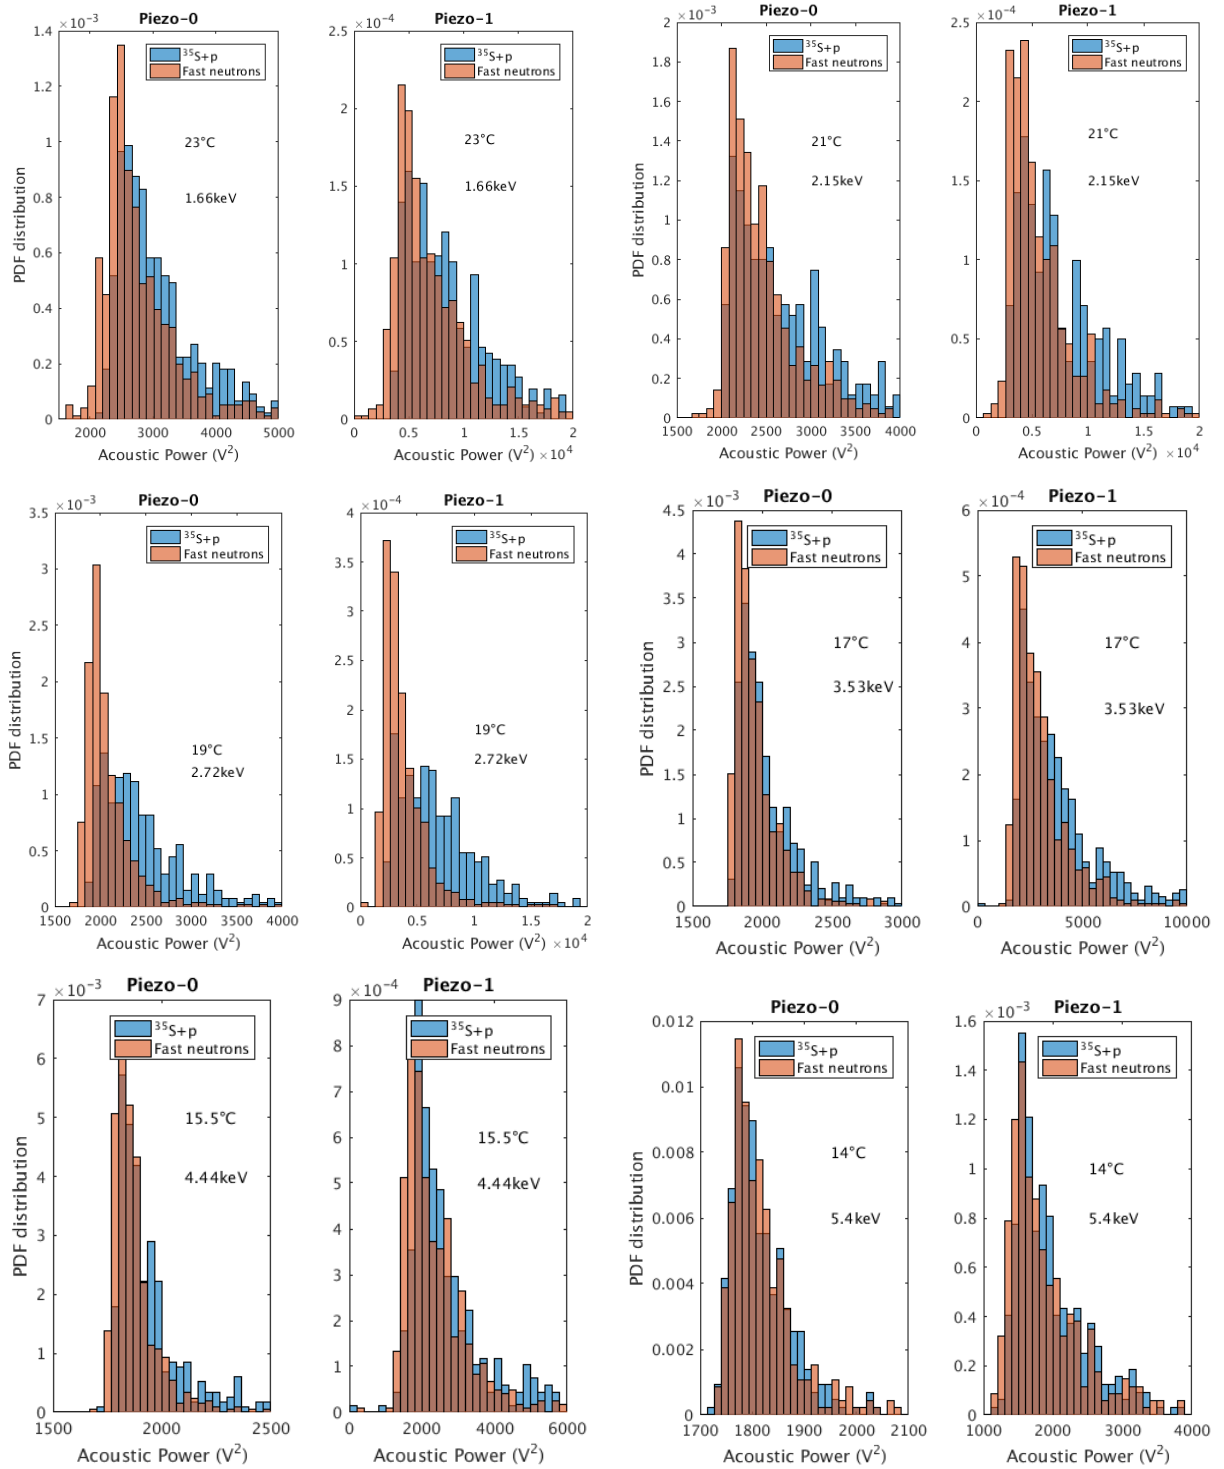 Piezo-0
×10⁻³
³⁵S+p
Fast neutrons
23°C
1.66keV
PDF distribution
1.4
1.2
1
0.8
0.6
0.4
0.2
0
2000 3000 4000 5000
Acoustic Power (V²)
Piezo-1
×10⁻⁴
³⁵S+p
Fast neutrons
23°C
1.66keV
2.5
2
1.5
1
0.5
0
0 0.5 1 1.5 2
Acoustic Power (V²) ×10⁴
Piezo-0
×10⁻³
³⁵S+p
Fast neutrons
21°C
2.15keV
PDF distribution
2
1.8
1.6
1.4
1.2
1
0.8
0.6
0.4
0.2
0
1500 2000 2500 3000 3500 4000
Acoustic Power (V²)
Piezo-1
×10⁻⁴
³⁵S+p
Fast neutrons
21°C
2.15keV
2.5
2
1.5
1
0.5
0
0 0.5 1 1.5 2
Acoustic Power (V²) ×10⁴
Piezo-0
×10⁻³
³⁵S+p
Fast neutrons
19°C
2.72keV
PDF distribution
3.5
3
2.5
2
1.5
1
0.5
0
1500 2000 2500 3000 3500 4000
Acoustic Power (V²)
Piezo-1
×10⁻⁴
³⁵S+p
Fast neutrons
19°C
2.72keV
4
3.5
3
2.5
2
1.5
1
0.5
0
0 0.5 1 1.5 2
Acoustic Power (V²) ×10⁴
Piezo-0
×10⁻³
³⁵S+p
Fast neutrons
17°C
3.53keV
PDF distribution
4.5
4
3.5
3
2.5
2
1.5
1
0.5
0
1500 2000 2500 3000
Acoustic Power (V²)
Piezo-1
×10⁻⁴
³⁵S+p
Fast neutrons
17°C
3.53keV
6
5
4
3
2
1
0
0 5000 10000
Acoustic Power (V²)
Piezo-0
×10⁻³
³⁵S+p
Fast neutrons
15.5°C
4.44keV
PDF distribution
7
6
5
4
3
2
1
0
1500 2000 2500
Acoustic Power (V²)
Piezo-1
×10⁻⁴
³⁵S+p
Fast neutrons
15.5°C
4.44keV
9
8
7
6
5
4
3
2
1
0
0 2000 4000 6000
Acoustic Power (V²)
Piezo-0
³⁵S+p
Fast neutrons
14°C
5.4keV
PDF distribution
0.012
0.01
0.008
0.006
0.004
0.002
0
1700 1800 1900 2000 2100
Acoustic Power (V²)
Piezo-1
×10⁻³
³⁵S+p
Fast neutrons
14°C
5.4keV
1.6
1.4
1.2
1
0.8
0.6
0.4
0.2
0
1000 2000 3000 4000
Acoustic Power (V²)